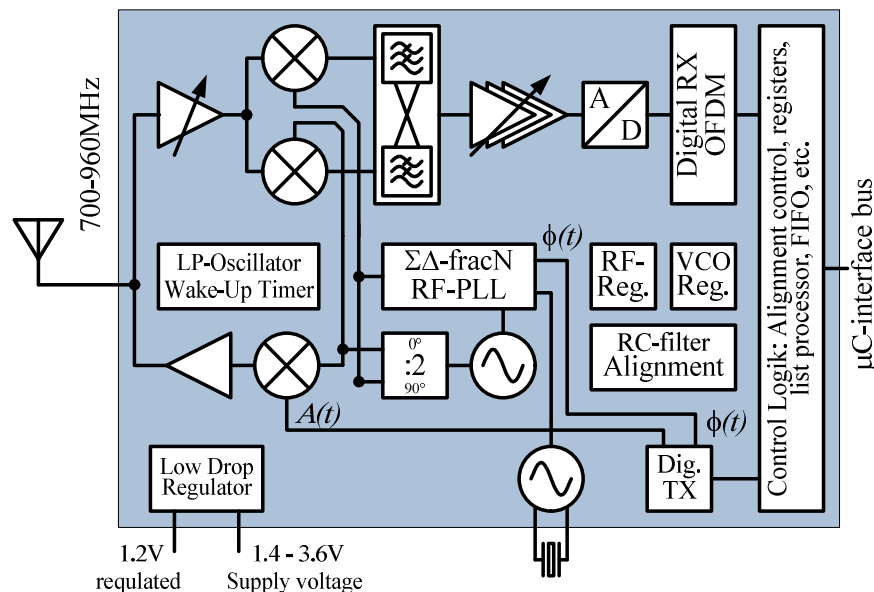 700-960MHz
A
D
Digital RX
OFDM
Control Logik: Alignment control, registers,
list processor, FIFO, etc.
µC-interface bus
LP-Oscillator
Wake-Up Timer
ΣΔ-fracN
RF-PLL
ϕ(t)
RF-
Reg.
VCO
Reg.
0°
:2
90°
RC-filter
Alignment
A(t)
ϕ(t)
Low Drop
Regulator
Dig.
TX
1.2V
requlated
1.4 - 3.6V
Supply voltage